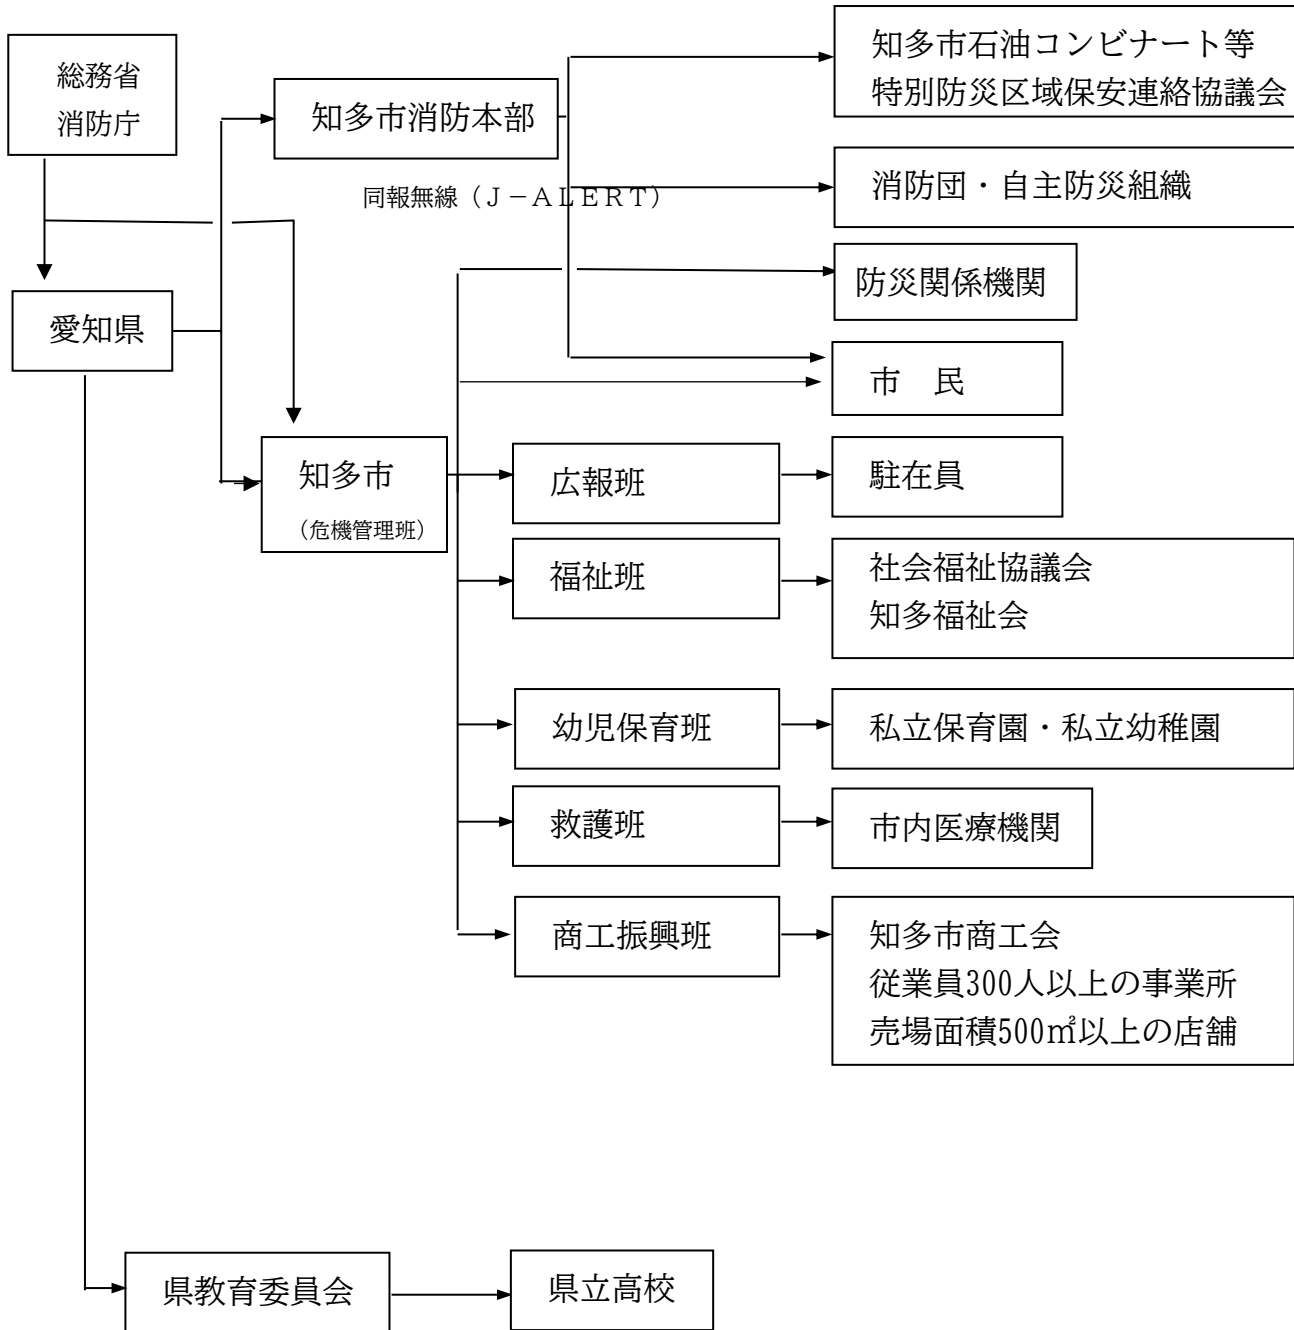 総務省
消防庁
知多市消防本部
知多市石油コンビナート等
特別防災区域保安連絡協議会
同報無線（Ｊ－ＡＬＥＲＴ）
消防団・自主防災組織
防災関係機関
愛知県
市　民
知多市
（危機管理班）
広報班
駐在員
福祉班
社会福祉協議会
知多福祉会
幼児保育班
私立保育園・私立幼稚園
救護班
市内医療機関
商工振興班
知多市商工会
従業員300人以上の事業所
売場面積500㎡以上の店舗
県教育委員会
県立高校